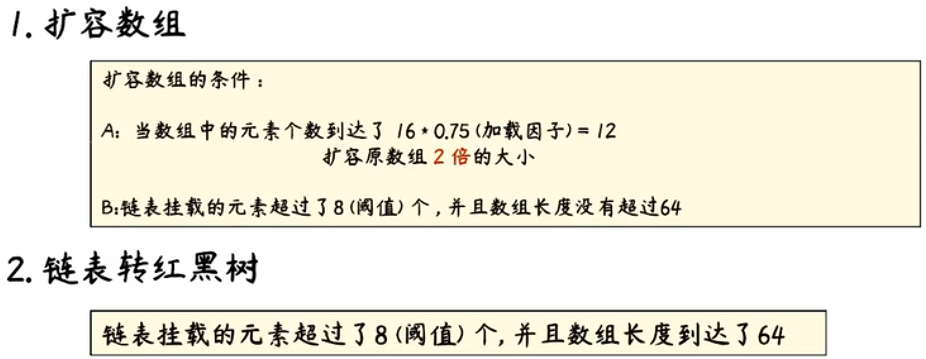 1. 扩容数组
扩容数组的条件：
A: 当数组中的元素个数到达了 16 * 0.75 (加载因子) = 12
扩容原数组 2 倍的大小
B:链表挂载的元素超过了8 (阈值) 个 , 并且数组长度没有超过64
2. 链表转红黑树
链表挂载的元素超过了8 (阈值) 个, 并且数组长度到达了64